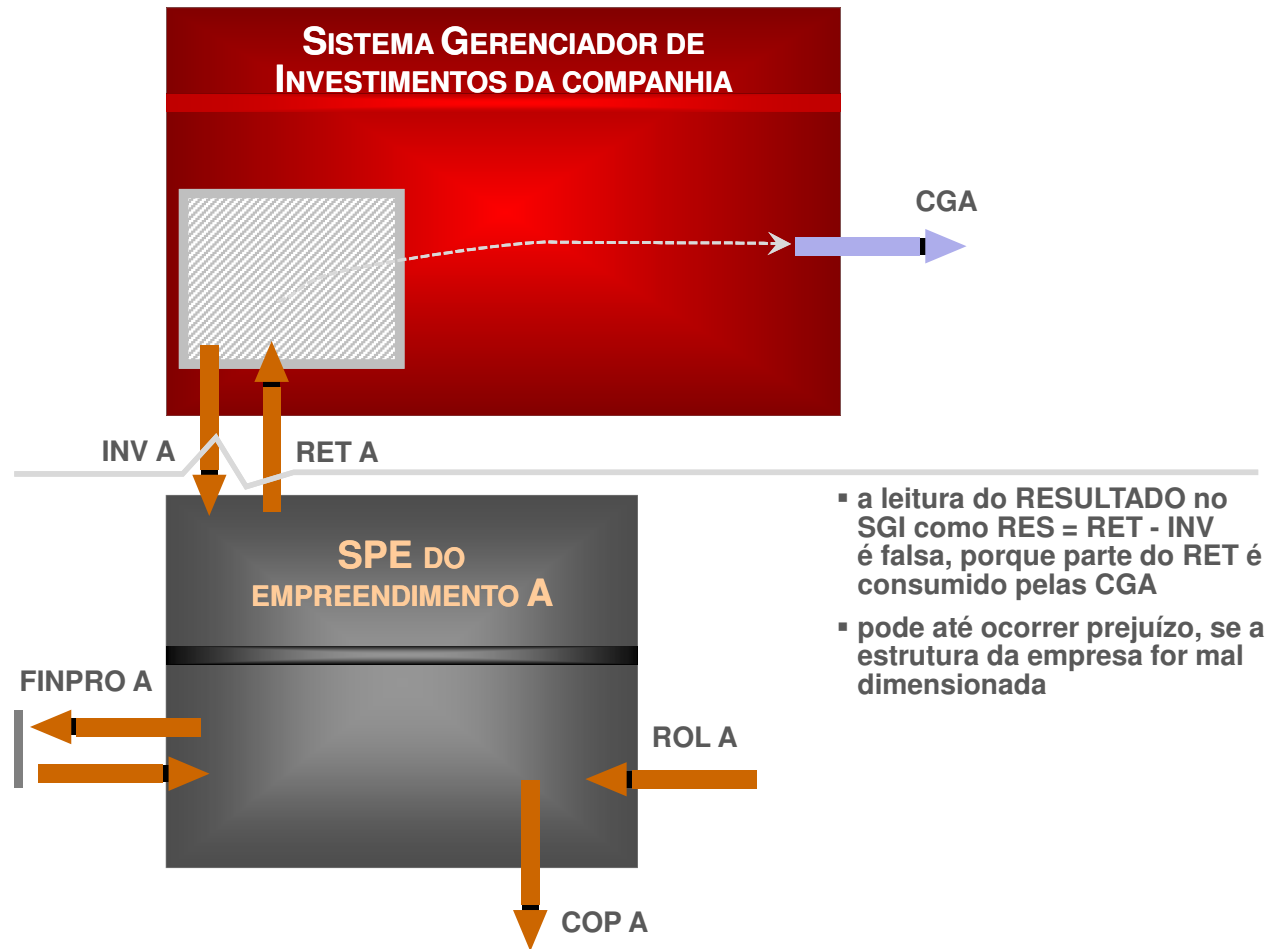 SISTEMA GERENCIADOR DE
INVESTIMENTOS DA COMPANHIA
CGA
INV A
RET A
SPE DO
EMPREENDIMENTO A
▪ a leitura do RESULTADO no
SGI como RES = RET - INV
é falsa, porque parte do RET é
consumido pelas CGA
▪ pode até ocorrer prejuízo, se a
estrutura da empresa for mal
dimensionada
FINPRO A
ROL A
COP A